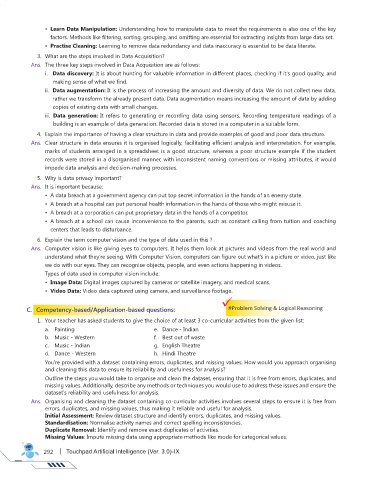 • Learn Data Manipulation: Understanding how to manipulate data to meet the requirements is also one of the key
factors. Methods like filtering, sorting, grouping, and omitting are essential for extracting insights from large data set.
• Practise Cleaning: Learning to remove data redundancy and data inaccuracy is essential to be data literate.
3. What are the steps involved in Data Acquisition?
Ans. The three key steps involved in Data Acquisition are as follows:
i. Data discovery: It is about hunting for valuable information in different places, checking if it's good quality, and
making sense of what we find.
ii. Data augmentation: It is the process of increasing the amount and diversity of data. We do not collect new data,
rather we transform the already present data. Data augmentation means increasing the amount of data by adding
copies of existing data with small changes.
iii. Data generation: It refers to generating or recording data using sensors. Recording temperature readings of a
building is an example of data generation. Recorded data is stored in a computer in a suitable form.
4. Explain the importance of having a clear structure in data and provide examples of good and poor data structure.
Ans. Clear structure in data ensures it is organised logically, facilitating efficient analysis and interpretation. For example,
marks of students arranged in a spreadsheet is a good structure, whereas a poor structure example if the student
records were stored in a disorganised manner with inconsistent naming conventions or missing attributes, it would
impede data analysis and decision-making processes.
5. Why is data privacy important?
Ans. It is important because:
• A data breach at a government agency can put top secret information in the hands of an enemy state.
• A breach at a hospital can put personal health information in the hands of those who might misuse it.
• A breach at a corporation can put proprietary data in the hands of a competitor.
• A breach at a school can cause inconvenience to the parents, such as constant calling from tuition and coaching
centers that leads to disturbance.
6. Explain the term computer vision and the type of data used in this ?
Ans. Computer vision is like giving eyes to computers. It helps them look at pictures and videos from the real world and
understand what they're seeing. With Computer Vision, computers can figure out what's in a picture or video, just like
we do with our eyes. They can recognise objects, people, and even actions happening in videos.
Types of data used in computer vision include:
• Image Data: Digital images captured by cameras or satellite imagery, and medical scans
• Video Data: Video data captured using camera, and surveillance footage.
C. Competency-based/Application-based questions:
#Problem Solving & Logical Reasoning
1. Your teacher has asked students to give the choice of at least 3 co-curricular activities from the given list:
a. Painting e. Dance - Indian
b. Music - Western f. Best out of waste
c. Music - Indian g. English Theatre
d. Dance - Western h. Hindi Theatre
You're provided with a dataset containing errors, duplicates, and missing values. How would you approach organising
and cleaning this data to ensure its reliability and usefulness for analysis?
Outline the steps you would take to organise and clean the dataset, ensuring that it is free from errors, duplicates, and
missing values. Additionally, describe any methods or techniques you would use to address these issues and ensure the
dataset's reliability and usefulness for analysis.
Ans. Organising and cleaning the dataset containing co-curricular activities involves several steps to ensure it is free from
errors, duplicates, and missing values, thus making it reliable and useful for analysis.
Initial Assessment: Review dataset structure and identify errors, duplicates, and missing values.
Standardisation: Normalise activity names and correct spelling inconsistencies.
Duplicate Removal: Identify and remove exact duplicates of activities.
Missing Values: Impute missing data using appropriate methods like mode for categorical values.
292 | Touchpad Artificial Intelligence (Ver. 3.0)-IX